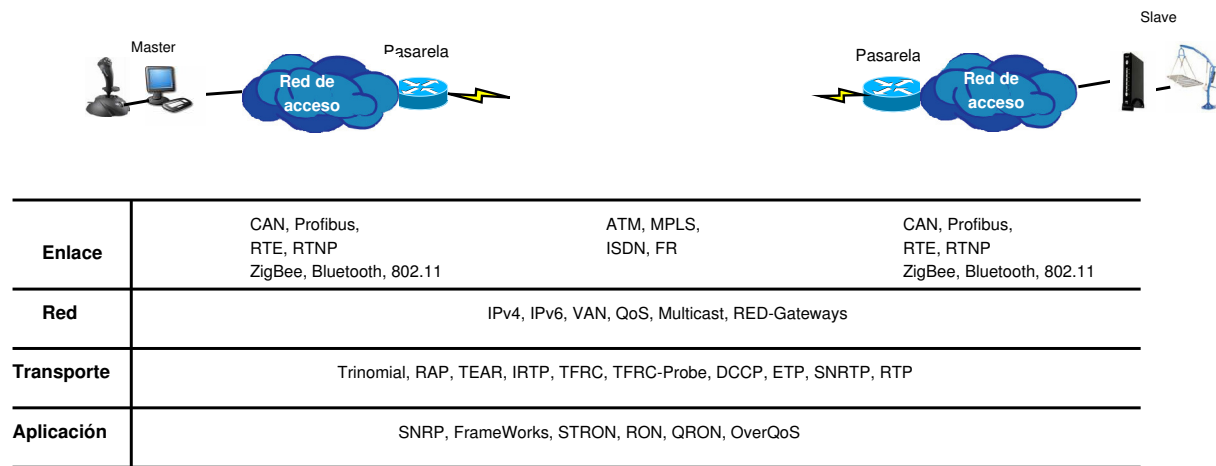 Slave
Master
Pasarela
Pasarela
Red de
acceso
Red de
acceso
Enlace
CAN, Profibus,
RTE, RTNP
ZigBee, Bluetooth, 802.11
ATM, MPLS,
ISDN, FR
CAN, Profibus,
RTE, RTNP
ZigBee, Bluetooth, 802.11
Red
IPv4, IPv6, VAN, QoS, Multicast, RED-Gateways
Transporte
Trinomial, RAP, TEAR, IRTP, TFRC, TFRC-Probe, DCCP, ETP, SNRTP, RTP
Aplicación
SNRP, FrameWorks, STRON, RON, QRON, OverQoS